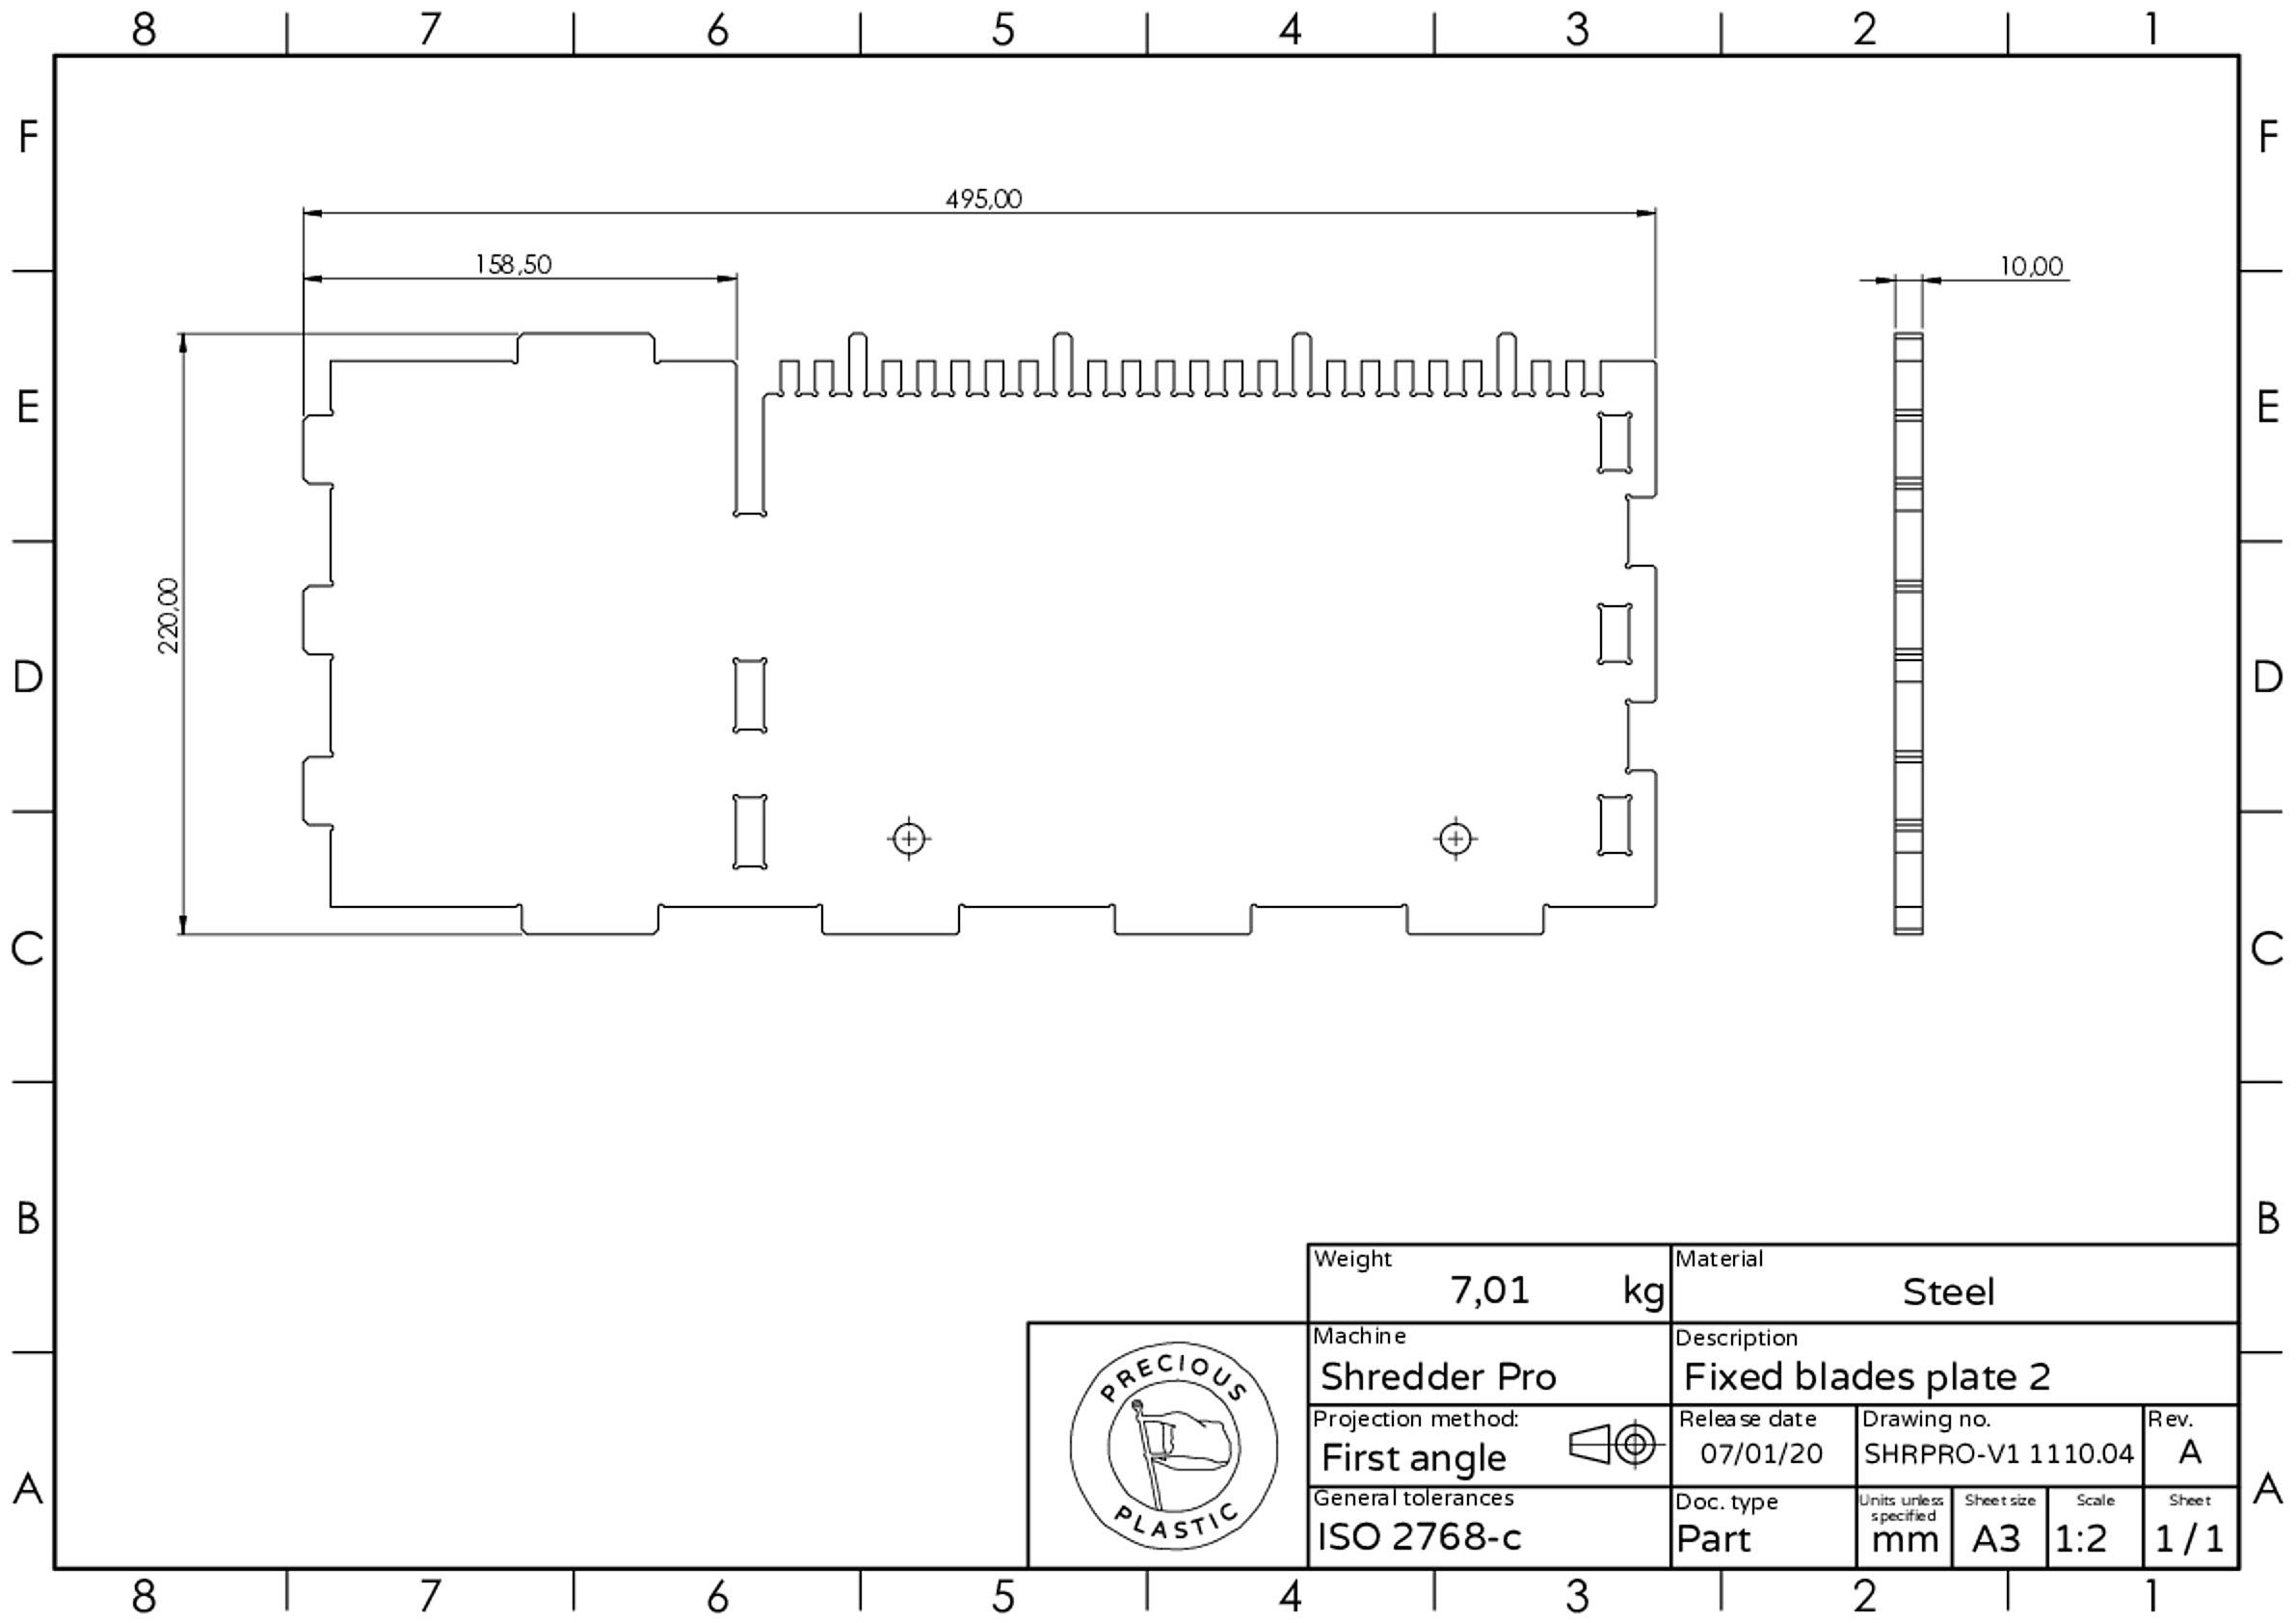 8 7 6 5 4 3 2 1
F F
495,00
158,50 10,00
E E
220,00
D D
C C
B B
Weight Material
7,01 kg Steel
Machine Description
Shredder Pro Fixed blades plate 2
PRECIOUS
PLASTIC
Projection method: Release date Drawing no. Rev.
First angle 07/01/20 SHRPRO-V1 1110.04 A
A A
General tolerances Doc. type Units unless specified Sheet size Scale Sheet
ISO 2768-c Part mm A3 1:2 1 / 1
8 7 6 5 4 3 2 1